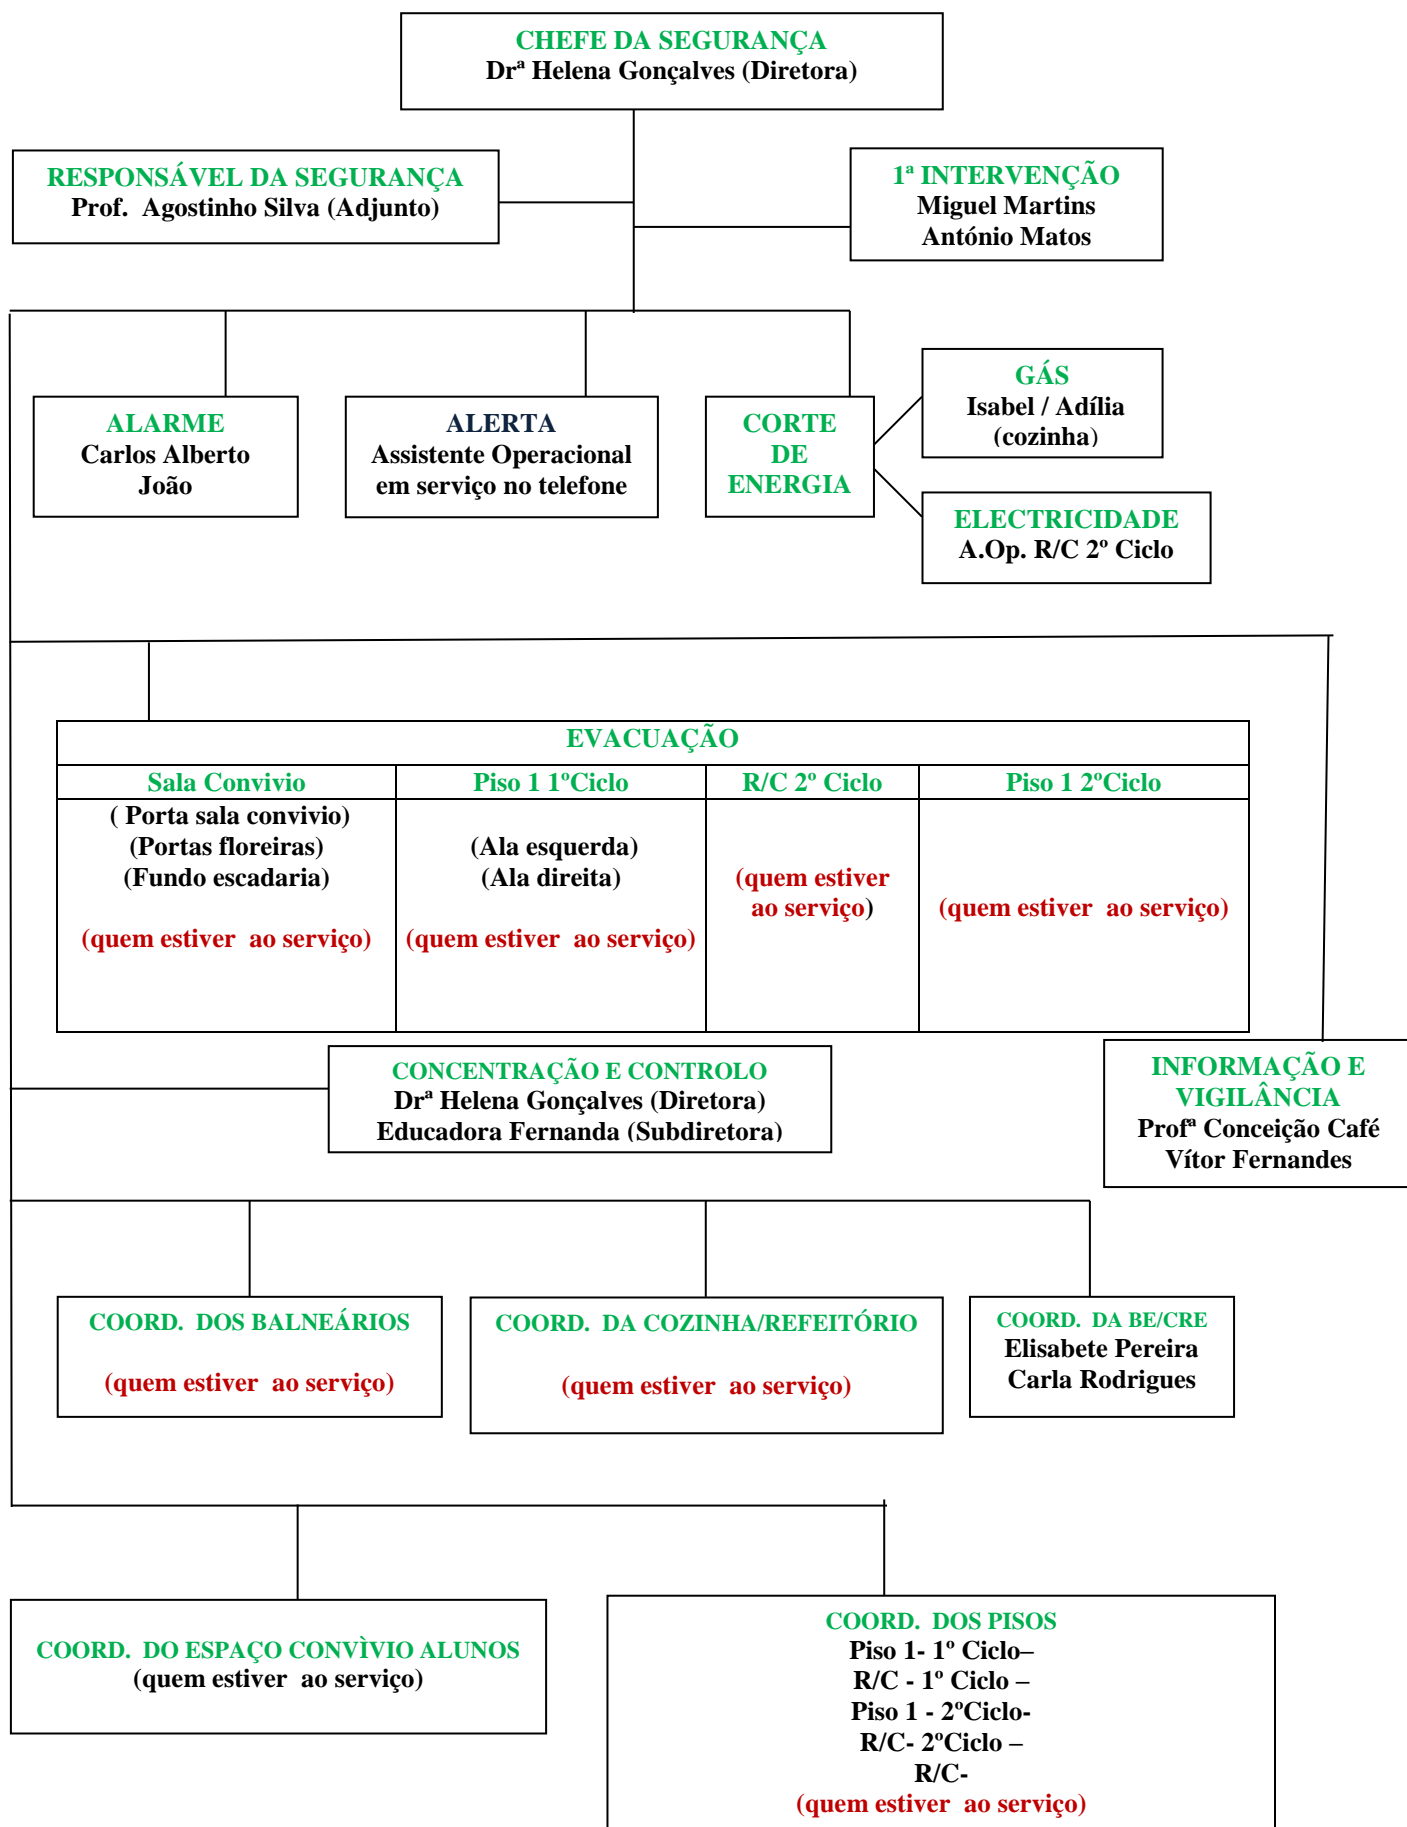 CHEFE DA SEGURANÇA
Drª Helena Gonçalves (Diretora)
RESPONSÁVEL DA SEGURANÇA
Prof.  Agostinho Silva (Adjunto)
1ª INTERVENÇÃO
Miguel Martins
António Matos
ALARME
Carlos Alberto
João
ALERTA
Assistente Operacional
em serviço no telefone
CORTE
DE
ENERGIA
GÁS
Isabel / Adília
(cozinha)
ELECTRICIDADE
A.Op. R/C 2º Ciclo
EVACUAÇÃO
Sala Convivio
( Porta sala convivio)
(Portas floreiras)
(Fundo escadaria)
(quem estiver  ao serviço)
Piso 1 1ºCiclo
(Ala esquerda)
(Ala direita)
(quem estiver  ao serviço)
R/C 2º Ciclo
(quem estiver
ao serviço)
Piso 1 2ºCiclo
(quem estiver  ao serviço)
CONCENTRAÇÃO E CONTROLO
Drª Helena Gonçalves (Diretora)
Educadora Fernanda (Subdiretora)
INFORMAÇÃO E
VIGILÂNCIA
Profª Conceição Café
Vítor Fernandes
COORD.  DOS BALNEÁRIOS
(quem estiver  ao serviço)
COORD.  DA COZINHA/REFEITÓRIO
(quem estiver  ao serviço)
COORD.  DA BE/CRE
Elisabete Pereira
Carla Rodrigues
COORD.  DO ESPAÇO CONVÌVIO ALUNOS
(quem estiver  ao serviço)
COORD.  DOS PISOS
Piso 1- 1º Ciclo–
R/C - 1º Ciclo –
Piso 1 - 2ºCiclo-
R/C- 2ºCiclo –
R/C-
(quem estiver  ao serviço)